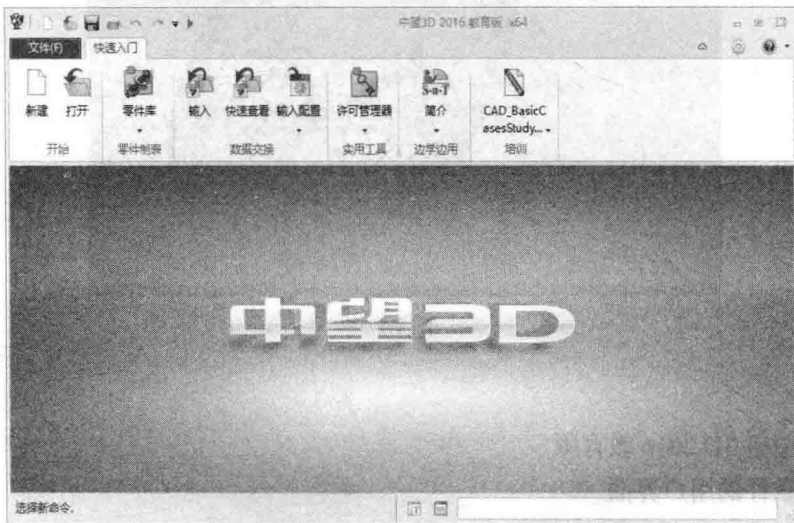 中望3D 2016 教育版 x64
文件(F) 快速入门
新建 打开 零件库 输入 快速查看 输入配置 许可管理器 简介 CAD_BasicC
asesStudy...
S-n-T
开始 零件制表 数据交换 实用工具 边学边用 培训
中望3D
选择新命令.